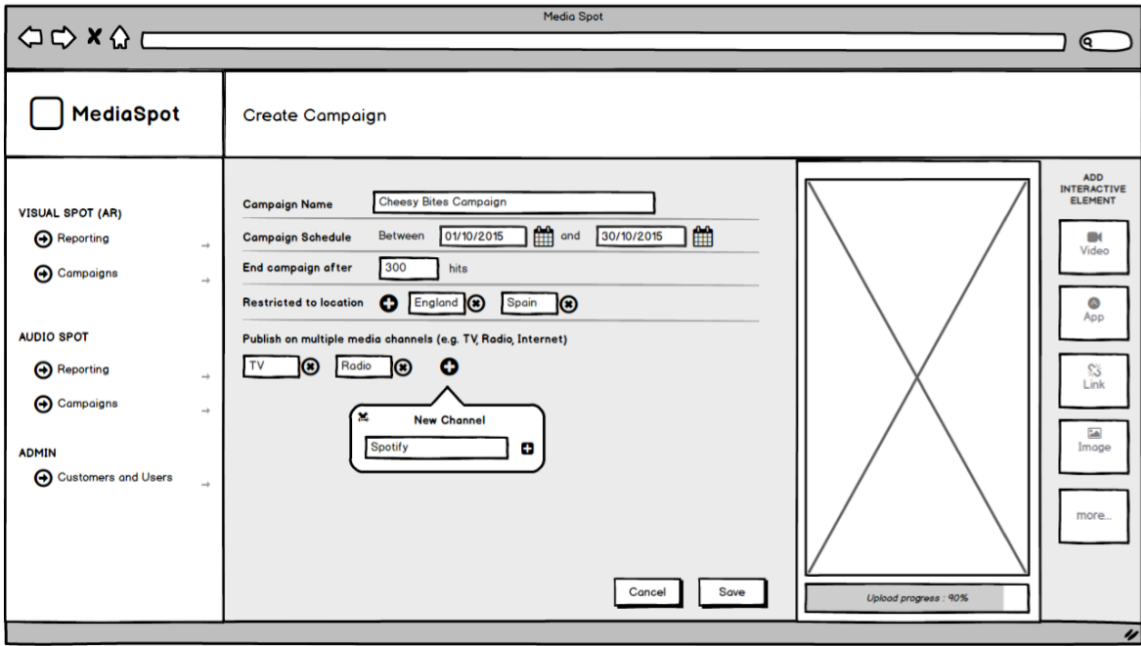 Media Spot
MediaSpot
Create Campaign
VISUAL SPOT (AR)
Reporting
Campaigns
AUDIO SPOT
Reporting
Campaigns
ADMIN
Customers and Users
Campaign Name Cheesy Bites Campaign
Campaign Schedule Between 01/10/2015 and 30/10/2015
End campaign after 300 hits
Restricted to location England Spain
Publish on multiple media channels (e.g. TV, Radio, Internet)
TV Radio
New Channel
Spotify
Cancel Save
Upload progress : 90%
ADD
INTERACTIVE
ELEMENT
Video
App
Link
Image
more...